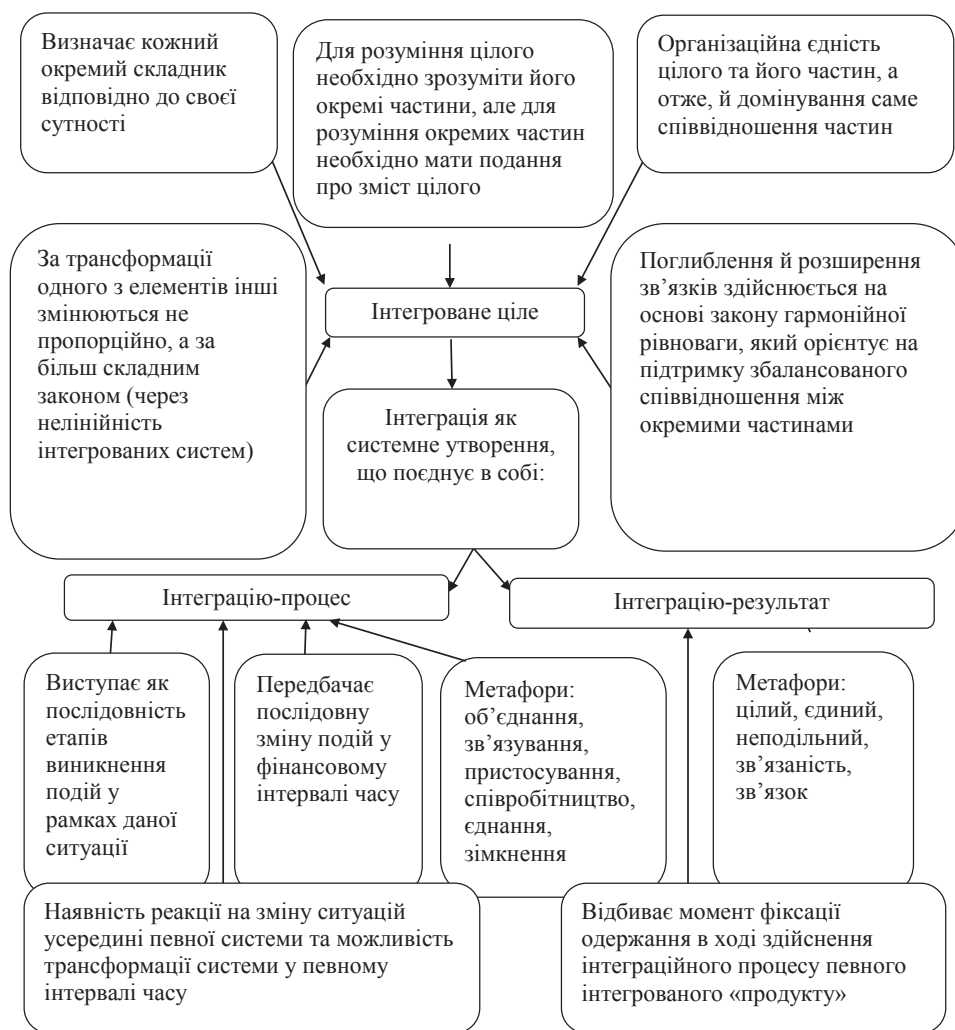 Визначає кожний
окремий складник
відповідно до своєї
сутності
Для розуміння цілого
необхідно зрозуміти його
окремі частини, але для
розуміння окремих частин
необхідно мати подання
про зміст цілого
Організаційна єдність
цілого та його частин, а
отже, й домінування саме
співвідношення частин
За трансформації
одного з елементів інші
змінюються не
пропорційно, а за
більш складним
законом (через
нелінійність
інтегрованих систем)
Інтегроване ціле
Поглиблення й розширення
зв’язків здійснюється на
основі закону гармонійної
рівноваги, який орієнтує на
підтримку збалансованого
співвідношення між
окремими частинами
Інтеграція як
системне утворення,
що поєднує в собі:
Інтеграцію-процес
Інтеграцію-результат
Виступає як
послідовність
етапів
виникнення
подій у
рамках даної
ситуації
Передбачає
послідовну
зміну подій у
фінансовому
інтервалі часу
Метафори:
об’єднання,
зв’язування,
пристосування,
співробітництво,
єднання,
зімкнення
Метафори:
цілий, єдиний,
неподільний,
зв’язаність,
зв’язок
Наявність реакції на зміну ситуацій
усередині певної системи та можливість
трансформації системи у певному
інтервалі часу
Відбиває момент фіксації
одержання в ході здійснення
інтеграційного процесу певного
інтегрованого «продукту»